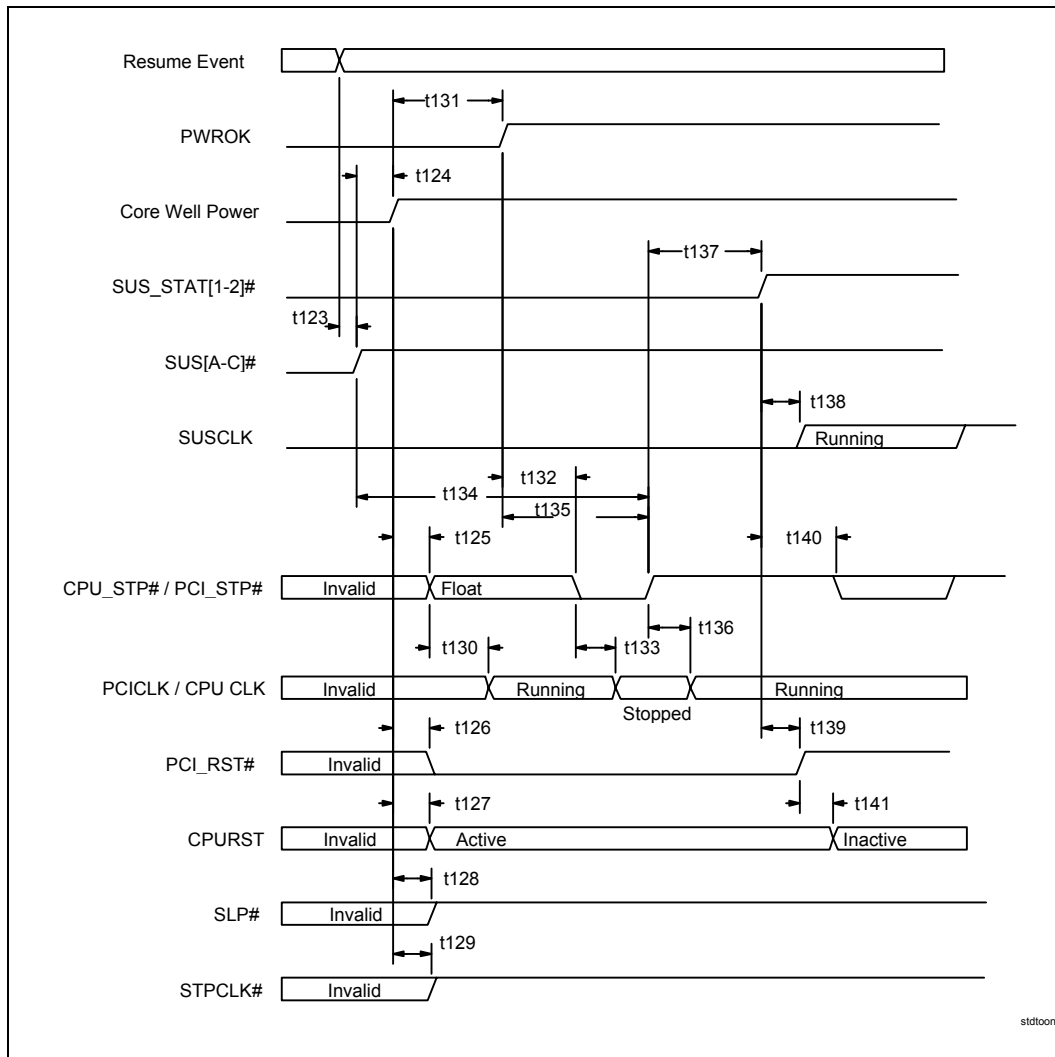 Resume Event
t131
PWROK
t124
Core Well Power
t137
SUS_STAT[1-2]#
t123
SUS[A-C]#
t138
SUSCLK
Running
t132
t134
t135
t125
t140
CPU_STP# / PCI_STP#
Invalid
Float
t136
t130
t133
PCICLK / CPU CLK
Invalid
Running
Running
Stopped
t126
t139
PCI_RST#
Invalid
t127
t141
CPURST
Invalid
Active
Inactive
t128
SLP#
Invalid
t129
STPCLK#
Invalid
stdtoon